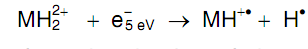 MH₂²⁺ + e⁻₅ ₑV → MH⁺• + H•